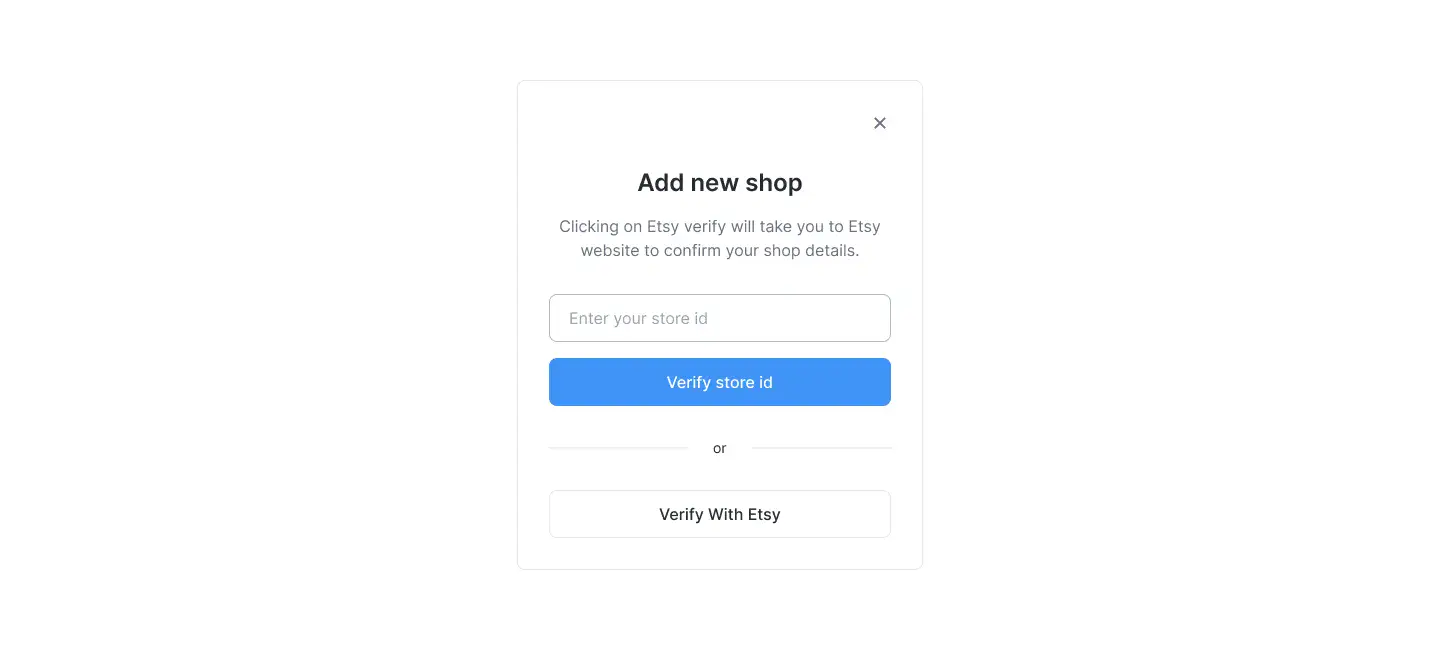 Add new shop
Clicking on Etsy verify will take you to Etsy
website to confirm your shop details.
Enter your store id
Verify store id
or
Verify With Etsy